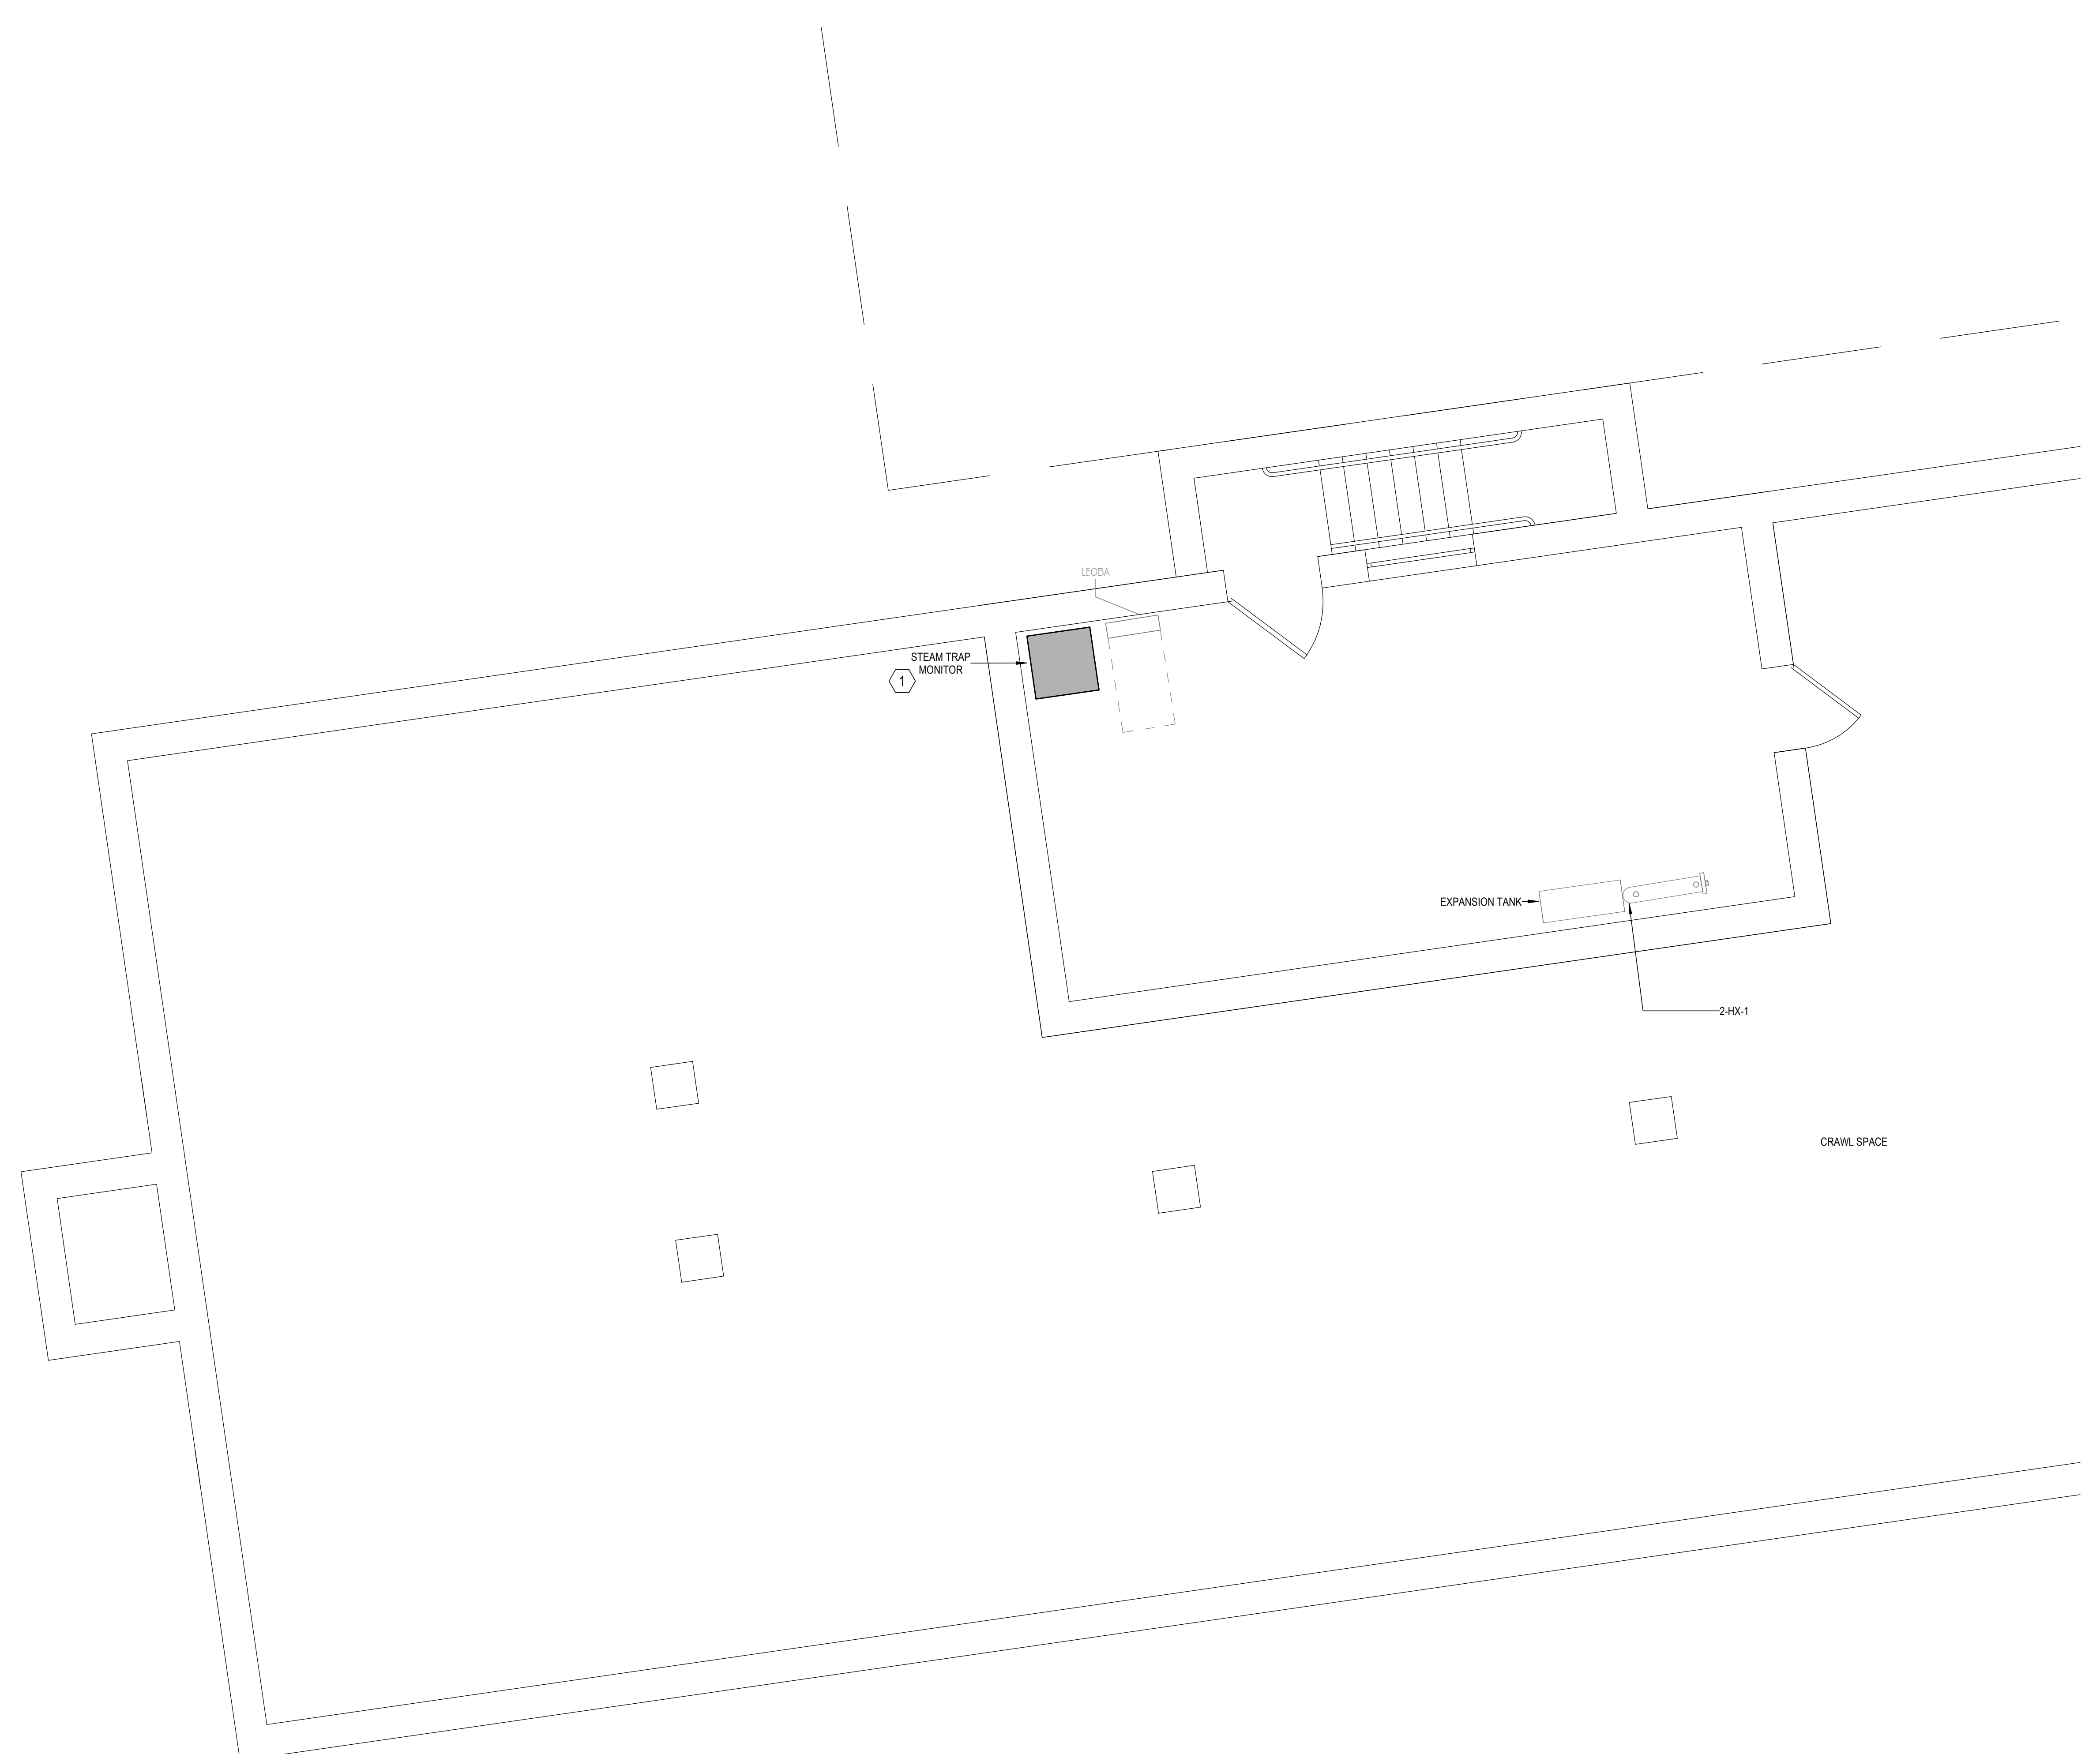 LEOBA
STEAM TRAP
MONITOR
1
EXPANSION TANK
2-HX-1
CRAWL SPACE